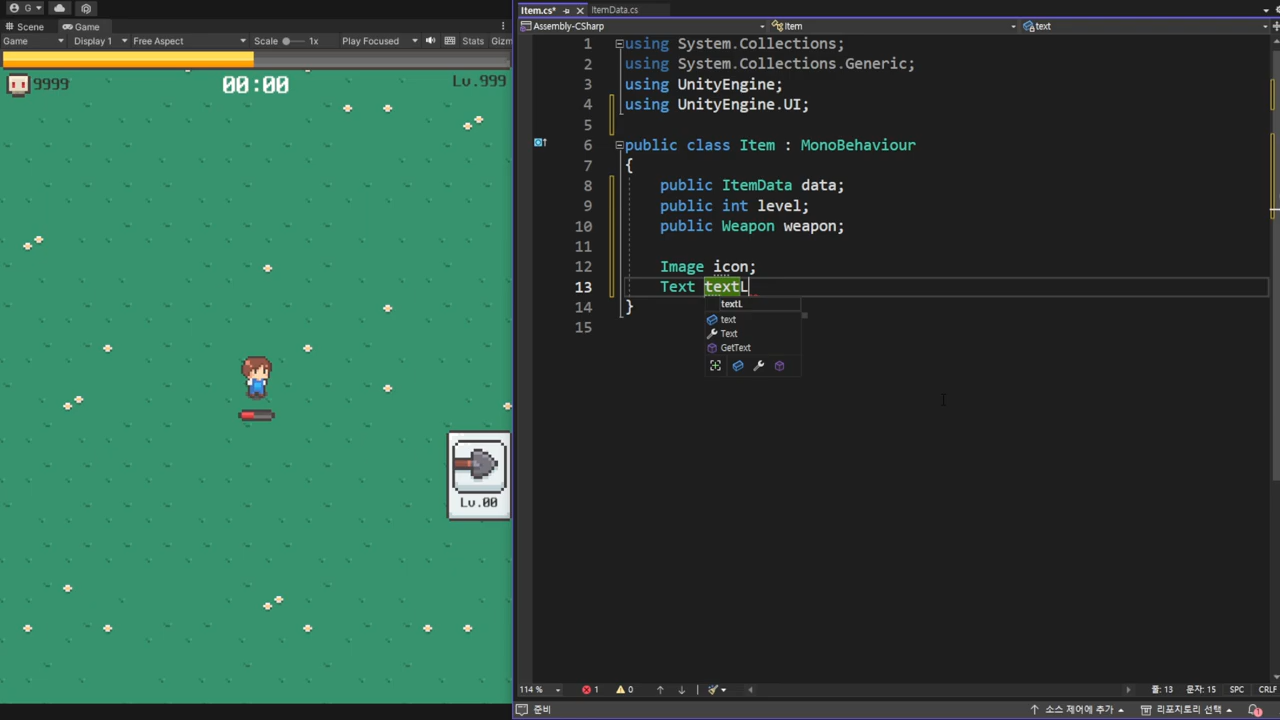 G
Scene
Game
Game
Display 1
Free Aspect
Scale
1x
Play Focused
Stats
Gizm
9999
00:00
Lv.999
Lv.00
Item.cs*
ItemData.cs
Assembly-CSharp
Item
text
1 using System.Collections;
2 using System.Collections.Generic;
3 using UnityEngine;
4 using UnityEngine.UI;
5
6 public class Item : MonoBehaviour
7 {
8 public ItemData data;
9 public int level;
10 public Weapon weapon;
11
12 Image icon;
13 Text textL
14 }
15
textL
text
Text
GetText
114 %
1
0
줄: 13
문자: 15
SPC
CRLF
준비
소스 제어에 추가
리포지토리 선택
1